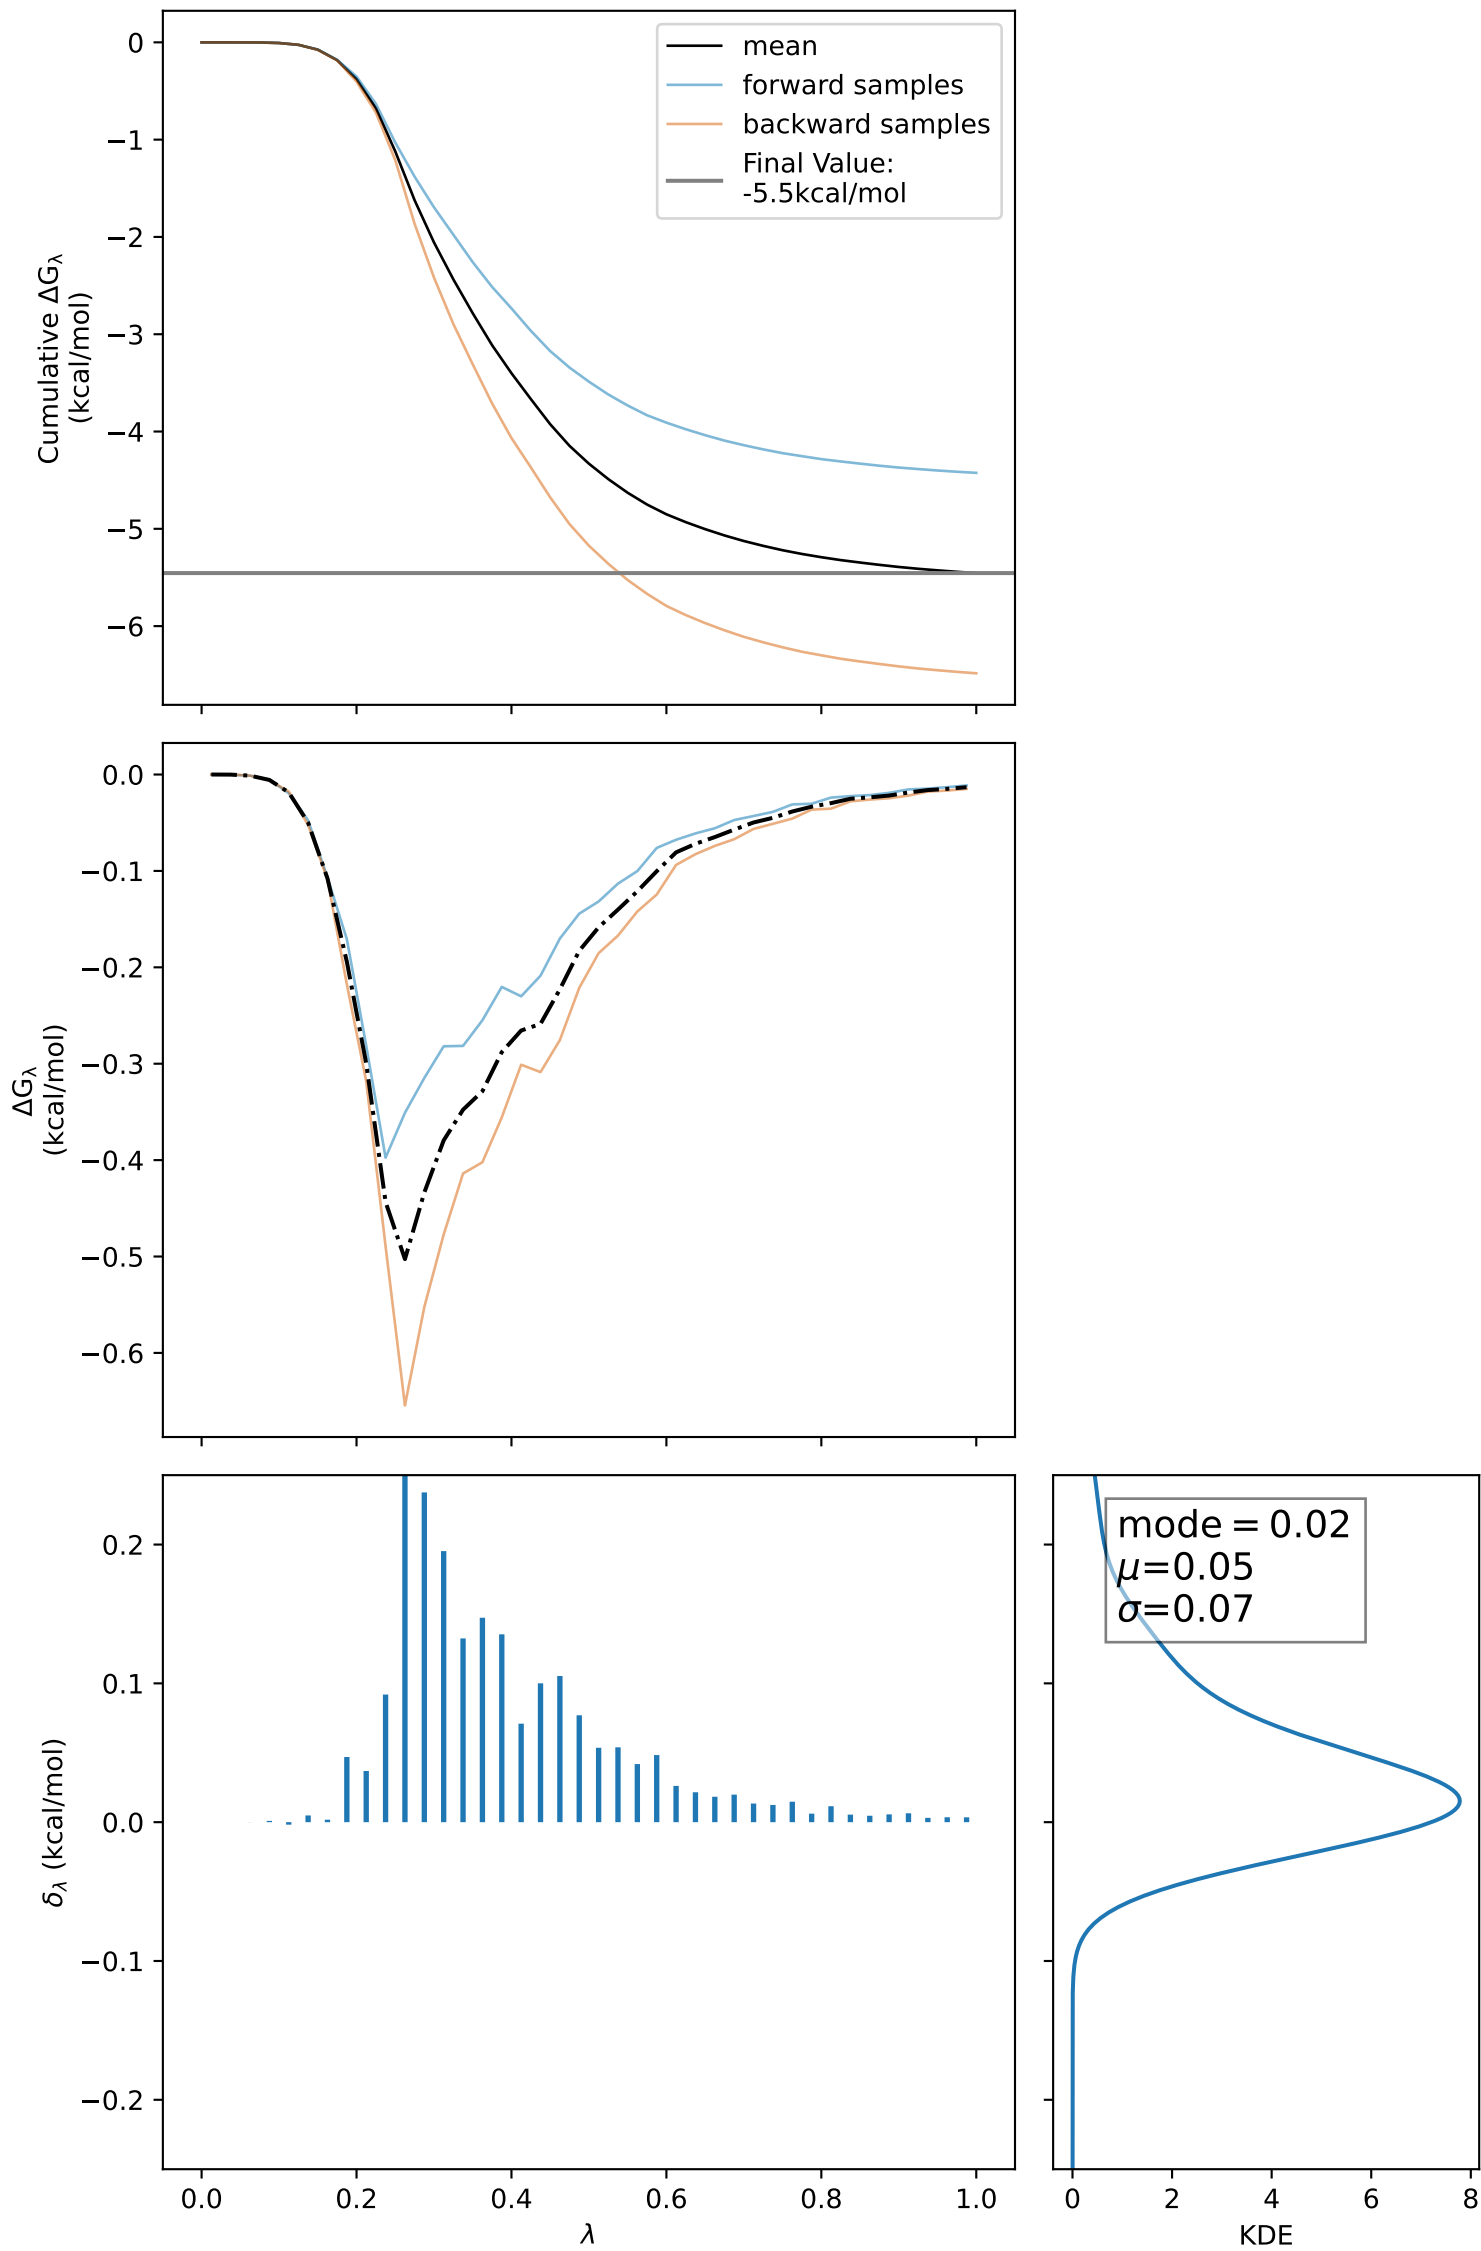 0
−1
−2
−3
−4
−5
−6
Cumulative ΔGλ
(kcal/mol)
mean
forward samples
backward samples
Final Value:
-5.5kcal/mol
0.0
−0.1
−0.2
−0.3
−0.4
−0.5
−0.6
ΔGλ
(kcal/mol)
0.2
0.1
0.0
−0.1
−0.2
δλ (kcal/mol)
0.0 0.2 0.4 0.6 0.8 1.0
λ
mode = 0.02
μ=0.05
σ=0.07
0 2 4 6 8
KDE